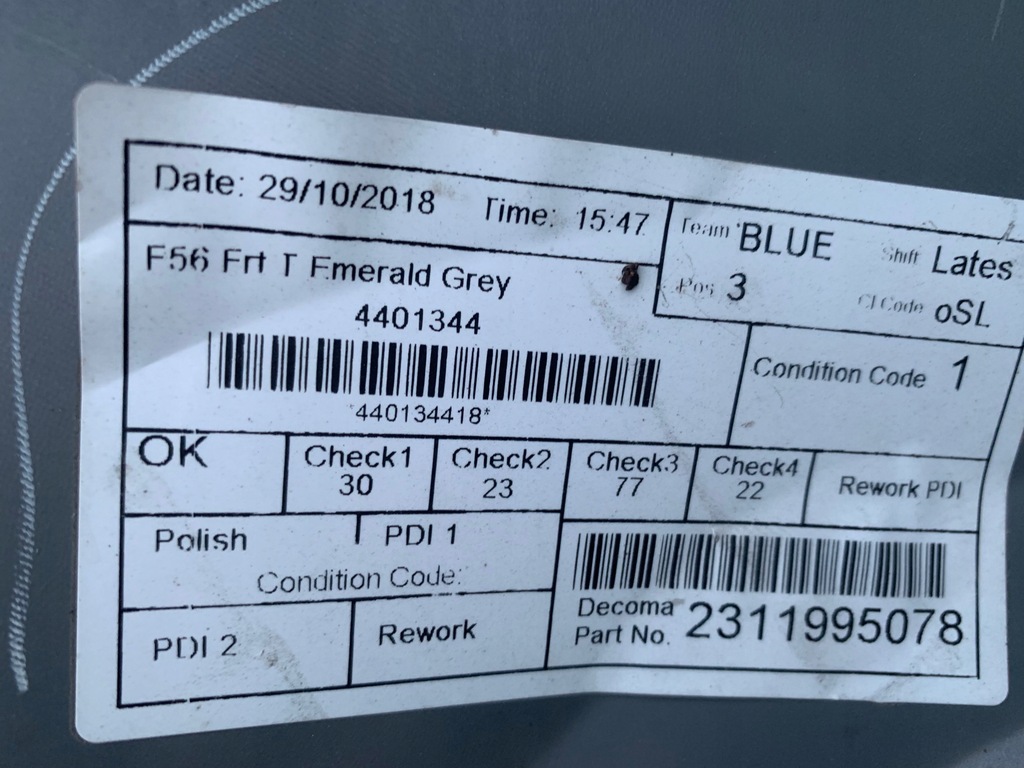 Date: 29/10/2018 Time: 15:47
Team BLUE Shift Lates
Pos 3 Cl Code oSL
F56 Frt T Emerald Grey
4401344
*440134418*
Condition Code 1
OK
Check1
30
Check2
23
Check3
77
Check4
22
Rework PDI
Polish
PDI 1
Condition Code:
Decoma
Part No. 2311995078
PDI 2
Rework